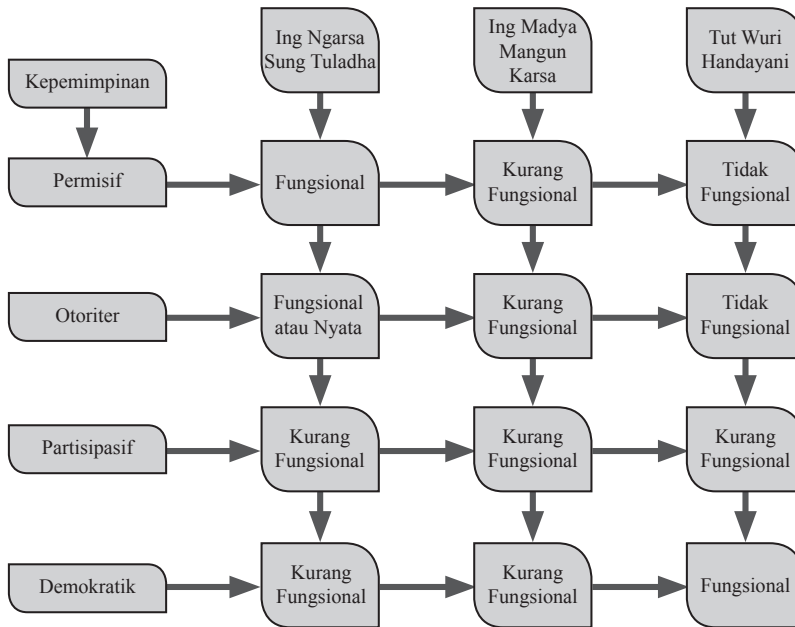 Ing Ngarsa
Sung Tuladha
Ing Madya
Mangun
Karsa
Tut Wuri
Handayani
Kepemimpinan
Permisif
Fungsional
Kurang
Fungsional
Tidak
Fungsional
Otoriter
Fungsional
atau Nyata
Kurang
Fungsional
Tidak
Fungsional
Partisipasif
Kurang
Fungsional
Kurang
Fungsional
Kurang
Fungsional
Demokratik
Kurang
Fungsional
Kurang
Fungsional
Fungsional